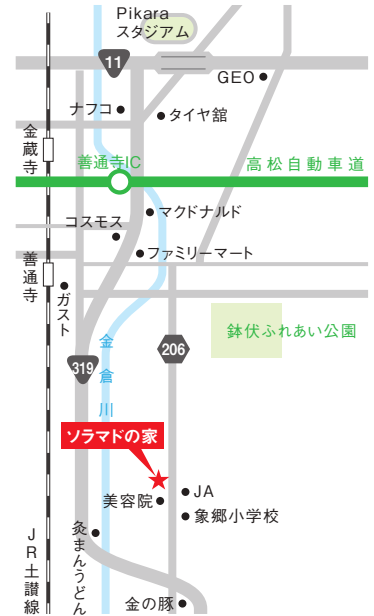 Pikara
スタジアム
11
GEO
ナフコ
タイヤ館
金蔵寺
善通寺IC
高松自動車道
マクドナルド
コスモス
ファミリーマート
善通寺
ガスト
鉢伏ふれあい公園
206
319
金倉川
ソラマドの家
JA
美容院
象郷小学校
灸まんうどん
JR土讃線
金の豚